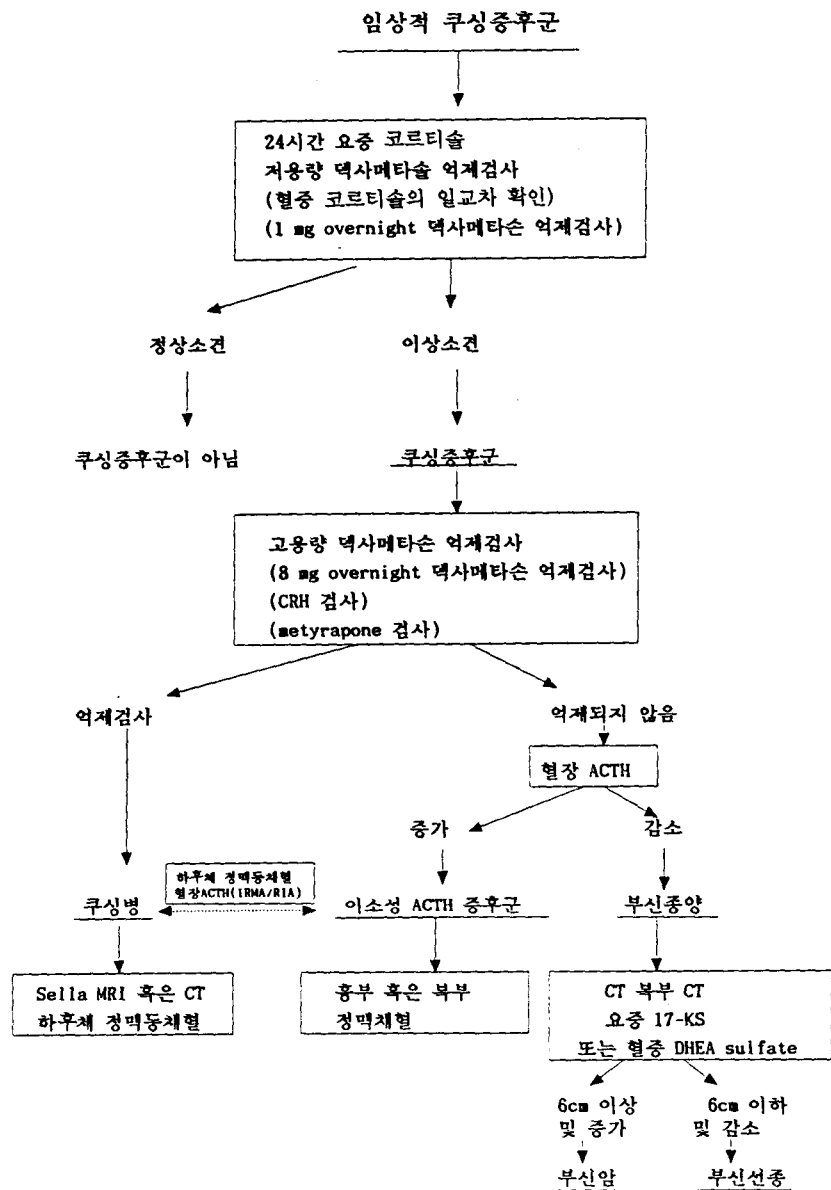 임상적 쿠싱증후군
24시간 요중 코르티솔
저용량 덱사메타솔 억제검사
(혈중 코르티솔의 일교차 확인)
(1 mg overnight 덱사메타손 억제검사)
정상소견
이상소견
쿠싱증후군이 아님
쿠싱증후군
고용량 덱사메타손 억제검사
(8 mg overnight 덱사메타손 억제검사)
(CRH 검사)
(metyrapone 검사)
억제검사
억제되지 않음
혈장 ACTH
증가
감소
하추체 정맥동채혈
혈장ACTH(IRMA/RIA)
쿠싱병
이소성 ACTH 증후군
부신종양
Sella MRI 혹은 CT
하추체 정맥동채혈
흉부 혹은 복부
정맥채혈
CT 복부 CT
요중 17-KS
또는 혈중 DHEA sulfate
6cm 이상
및 증가
6cm 이하
및 감소
부신암
부신선종